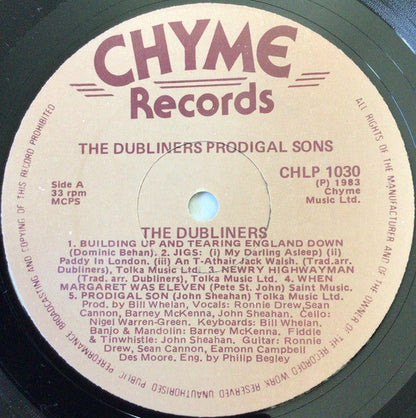 CHYME
Records
THE DUBLINERS PRODIGAL SONS
Side A
33 rpm
MCPS
CHLP 1030
(P) 1983
Chyme
Music Ltd.
THE DUBLINERS
1. BUILDING UP AND TEARING ENGLAND DOWN
(Dominic Behan). 2. JIGS: (i) My Darling Asleep) (ii)
Paddy In London. (iii) An T-Athair Jack Walsh. (Trad.arr.
Dubliners), Tolka Music Ltd. 3. NEWRY HIGHWAYMAN
(Trad. arr. Dubliners), Tolka Music Ltd. 4. WHEN
MARGARET WAS ELEVEN (Pete St. John) Saint Music.
5. PRODIGAL SON (John Sheahan) Tolka Music Ltd.
Prod. by Bill Whelan, Vocals: Ronnie Drew,Sean
Cannon, Barney McKenna, John Sheahan. Cello:
Nigel Warren-Green. Keyboards: Bill Whelan,
Banjo & Mandolin: Barney McKenna. Fiddle
& Tinwhistle: John Sheahan. Guitar: Ronnie
Drew, Sean Cannon, Eamonn Campbell
Des Moore. Eng. by Philip Begley
ALL RIGHTS OF THE MANUFACTURER AND OF THE OWNER OF THE RECORDED WORK RESERVED UNAUTHORISED PUBLIC PERFORMANCE BROADCASTING AND COPYING OF THIS RECORD PROHIBITED